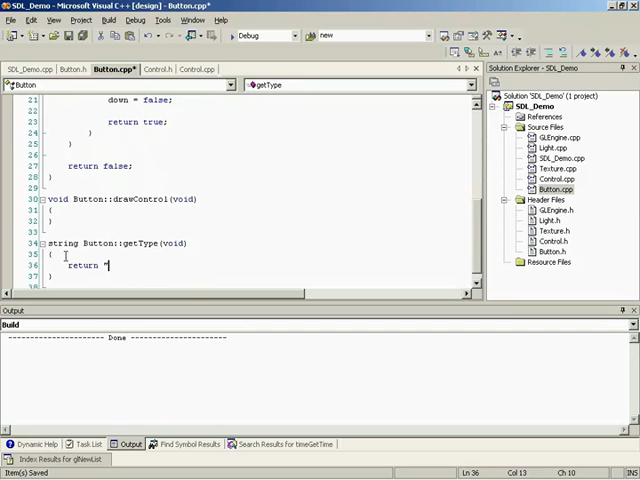 SDL_Demo - Microsoft Visual C++ [design] - Button.cpp*
File Edit View Project Build Debug Tools Window Help
Debug new
SDL_Demo.cpp Button.h Button.cpp* Control.h Control.cpp
Button getType
21 down = false;
22
23 return true;
24 }
25 }
26
27 return false;
28 }
29
30 void Button::drawControl(void)
31 {
32 }
33
34 string Button::getType(void)
35 {
36 return "
37 }
38
Solution Explorer - SDL_Demo
Solution 'SDL_Demo' (1 project)
SDL_Demo
References
Source Files
GLEngine.cpp
Light.cpp
SDL_Demo.cpp
Texture.cpp
Control.cpp
Button.cpp
Header Files
GLEngine.h
Light.h
Texture.h
Control.h
Button.h
Resource Files
Output
Build
---------------------- Done ----------------------
Dynamic Help Task List Output Find Symbol Results Search Results for timeGetTime
Index Results for glNewList
Item(s) Saved Ln 36 Col 13 Ch 10 INS